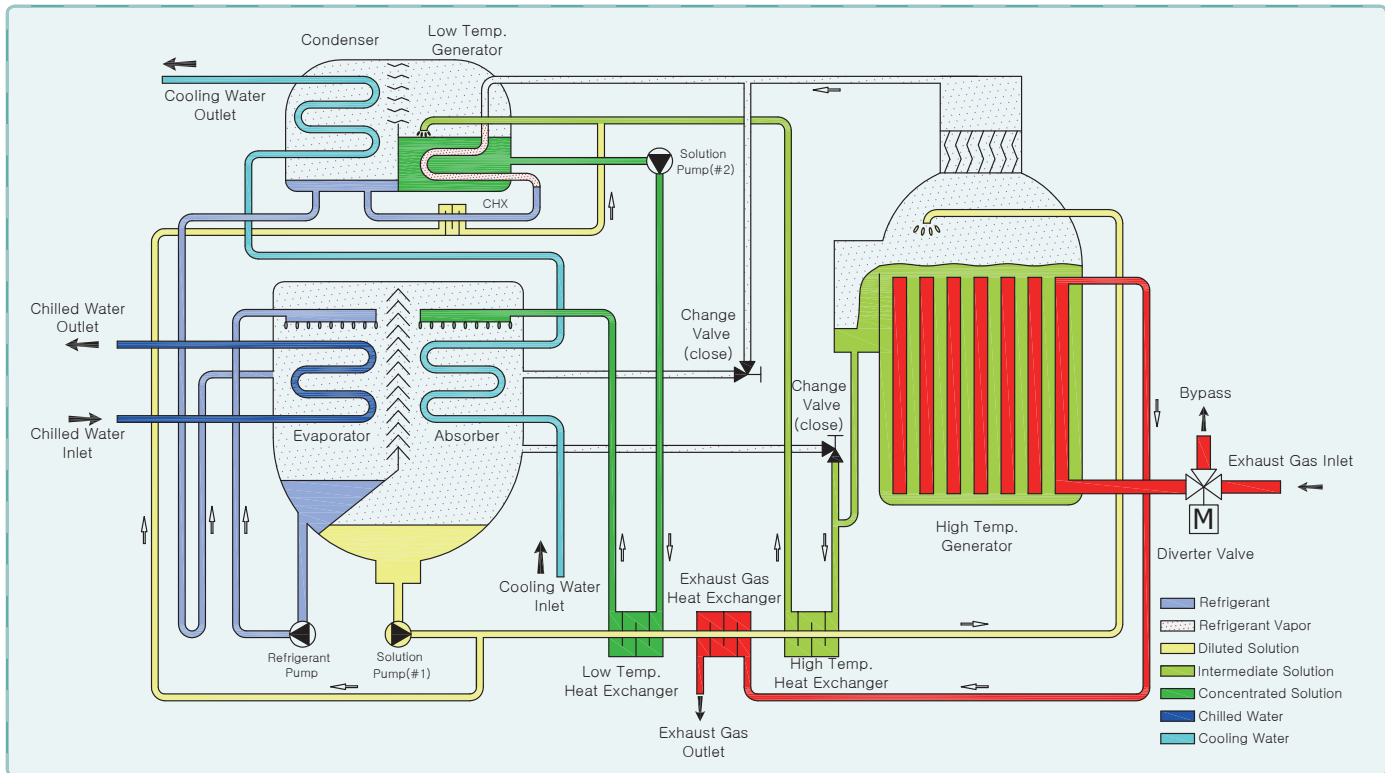 Condenser
Low Temp.
Generator
Cooling Water
Outlet
Solution
Pump(#2)
CHX
Chilled Water
Outlet
Change
Valve
(close)
Change
Valve
(close)
Bypass
Chilled Water
Inlet
Evaporator
Absorber
Exhaust Gas Inlet
M
High Temp.
Generator
Diverter Valve
Cooling Water
Inlet
Exhaust Gas
Heat Exchanger
Refrigerant
Pump
Solution
Pump(#1)
Low Temp.
Heat Exchanger
High Temp.
Heat Exchanger
Exhaust Gas
Outlet
Refrigerant
Refrigerant Vapor
Diluted Solution
Intermediate Solution
Concentrated Solution
Chilled Water
Cooling Water